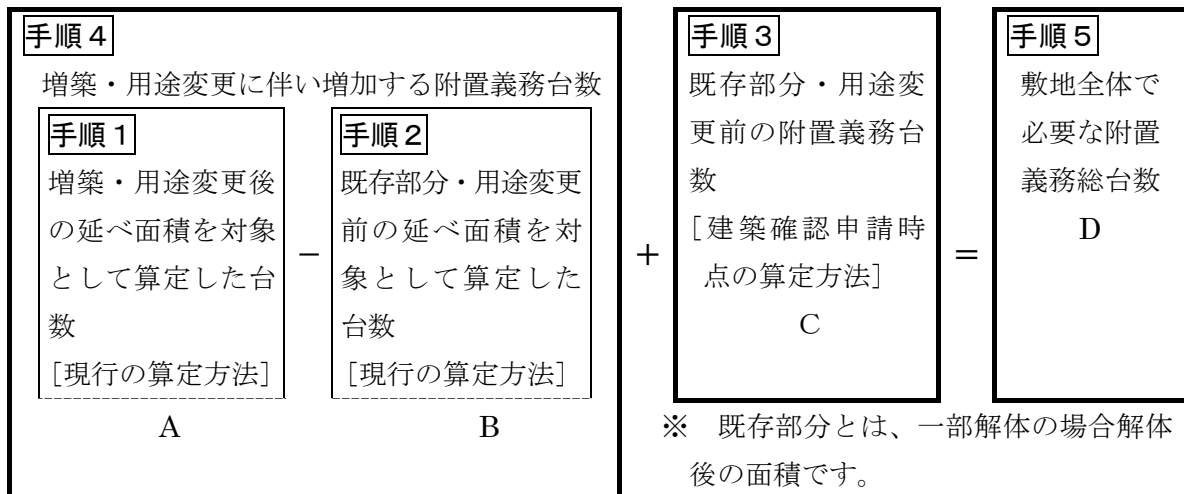 手順４
増築・用途変更に伴い増加する附置義務台数
手順１
増築・用途変更後
の延べ面積を対象
として算定した台
数
[現行の算定方法]
A
－
手順２
既存部分・用途変更
前の延べ面積を対
象として算定した
台数
[現行の算定方法]
B
＋
手順３
既存部分・用途変
更前の附置義務台
数
[建築確認申請時
点の算定方法]
C
＝
手順５
敷地全体で
必要な附置
義務総台数
D
※　既存部分とは、一部解体の場合解体
後の面積です。